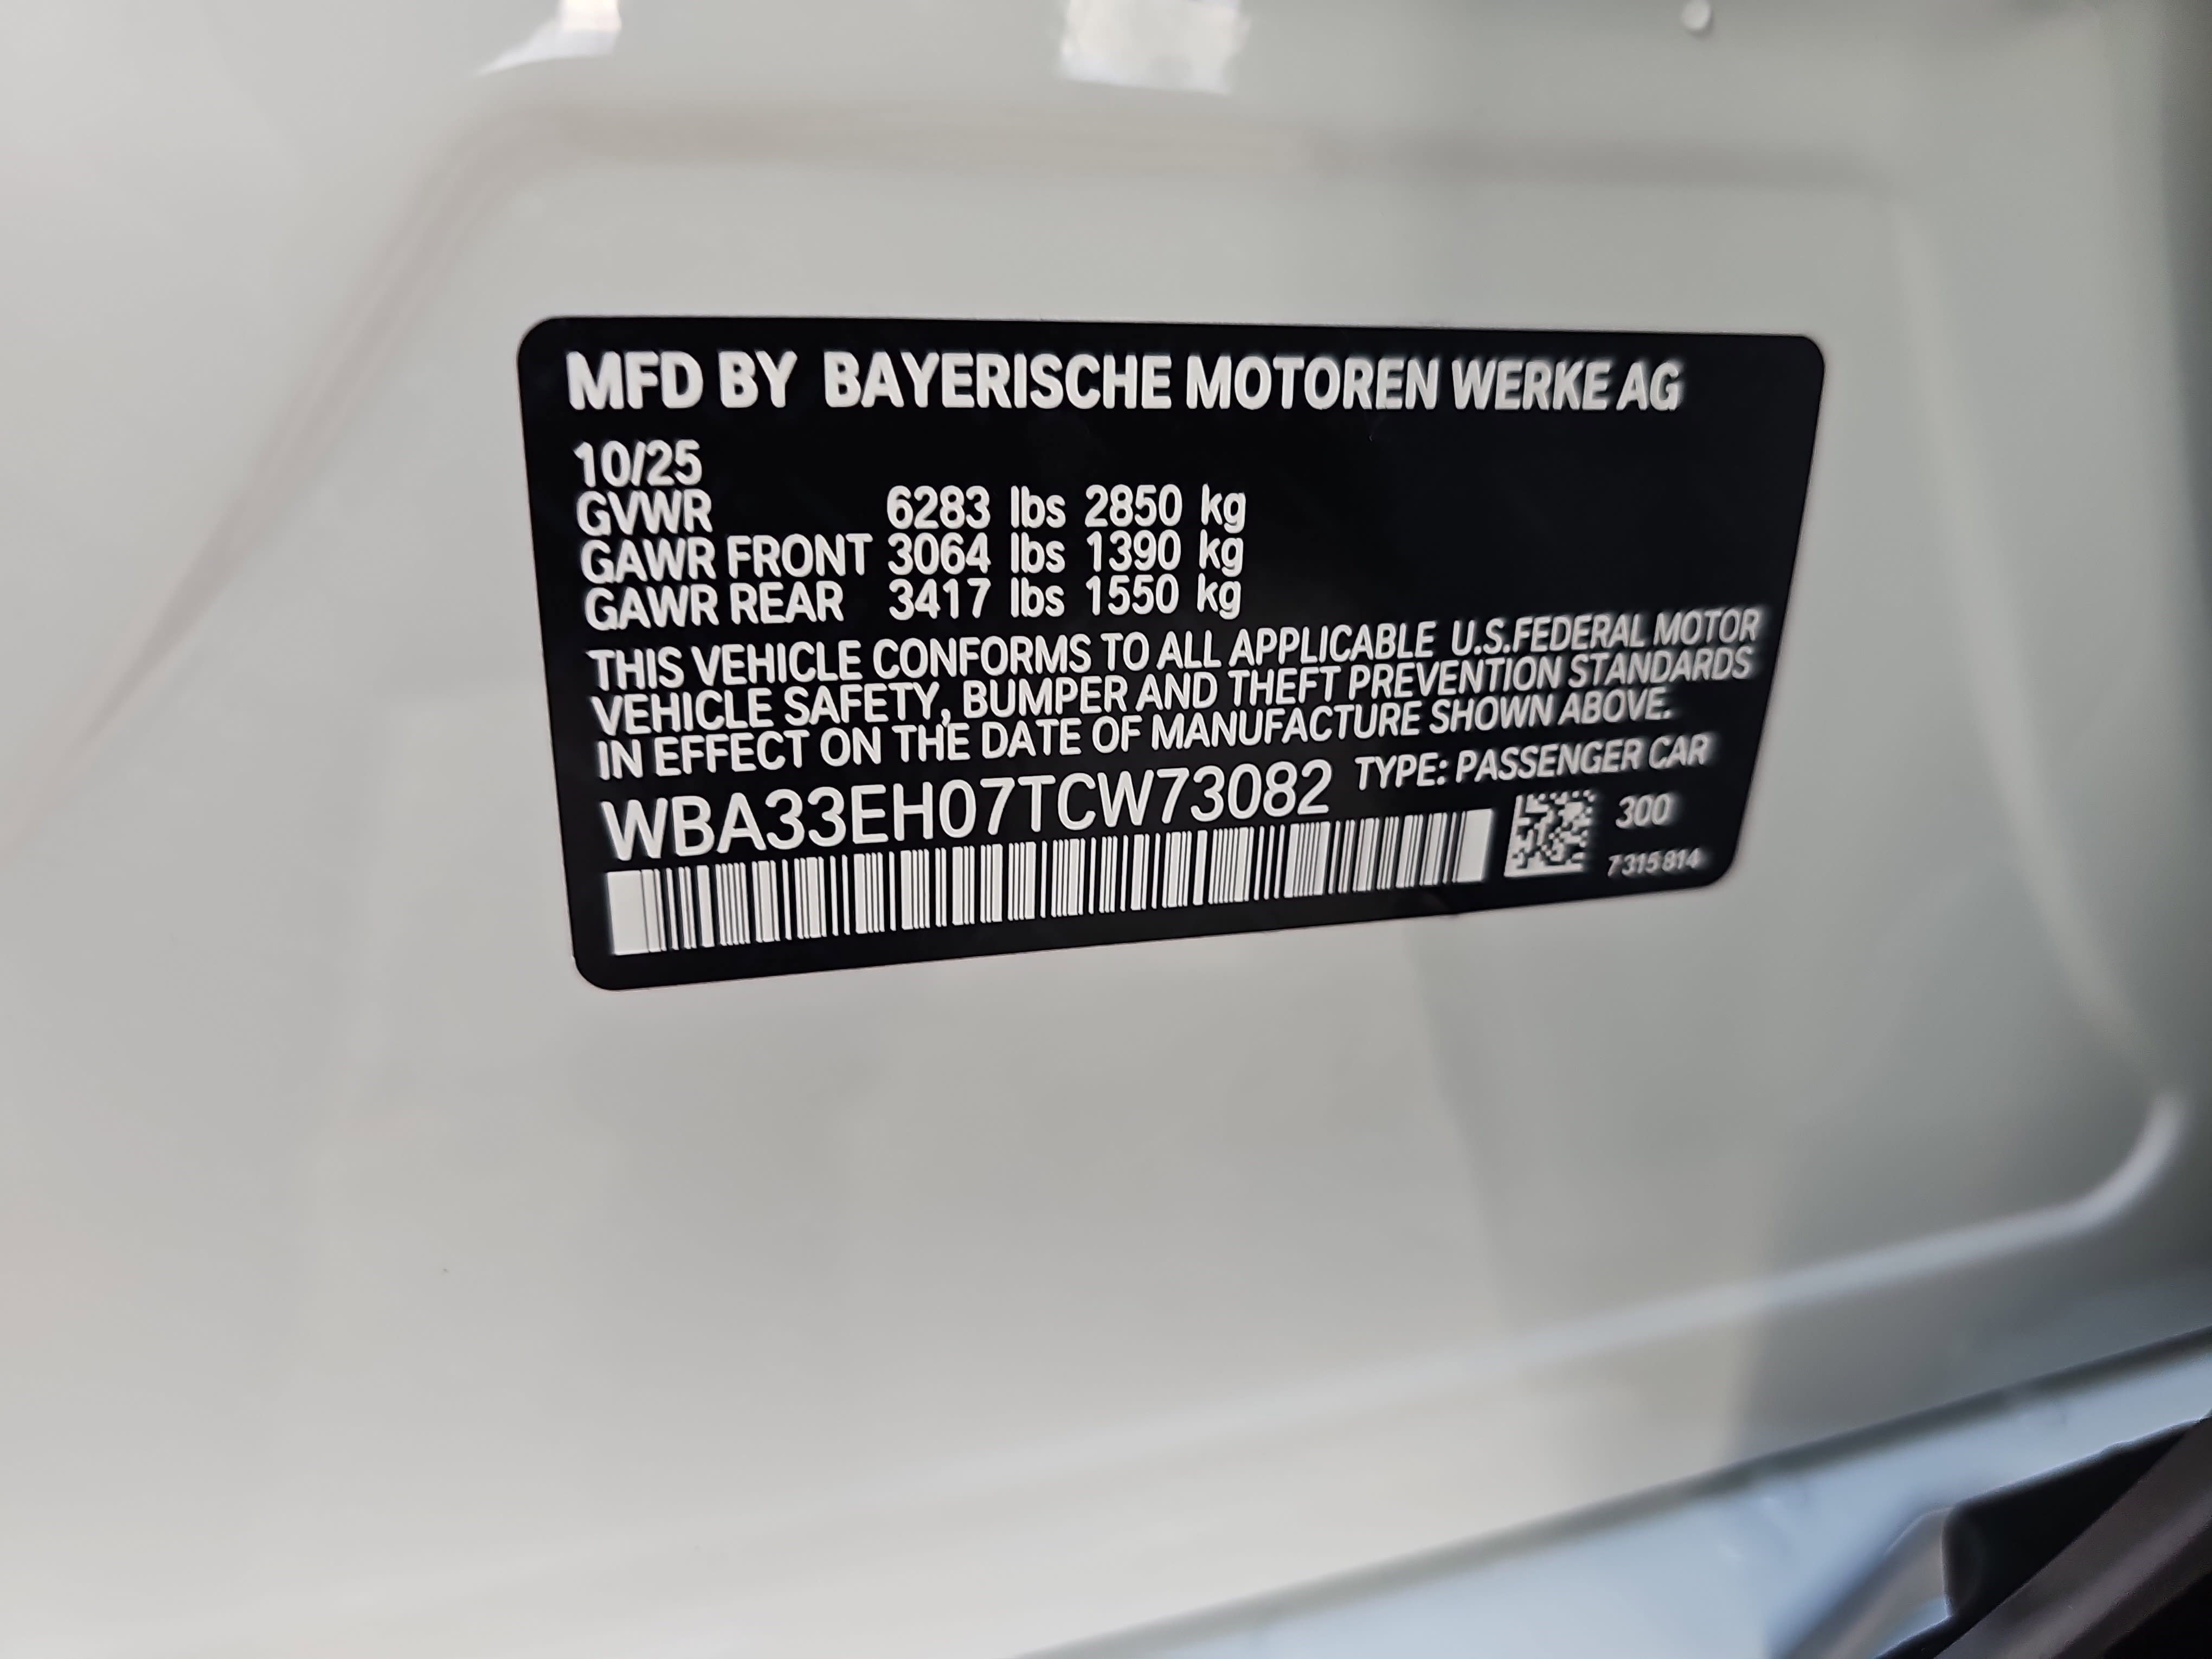 MFD BY BAYERISCHE MOTOREN WERKE AG
10/25
GVWR 6283 lbs 2850 kg
GAWR FRONT 3064 lbs 1390 kg
GAWR REAR 3417 lbs 1550 kg
THIS VEHICLE CONFORMS TO ALL APPLICABLE U.S.FEDERAL MOTOR
VEHICLE SAFETY, BUMPER AND THEFT PREVENTION STANDARDS
IN EFFECT ON THE DATE OF MANUFACTURE SHOWN ABOVE.
WBA33EH07TCW73082 TYPE: PASSENGER CAR
300
7315814